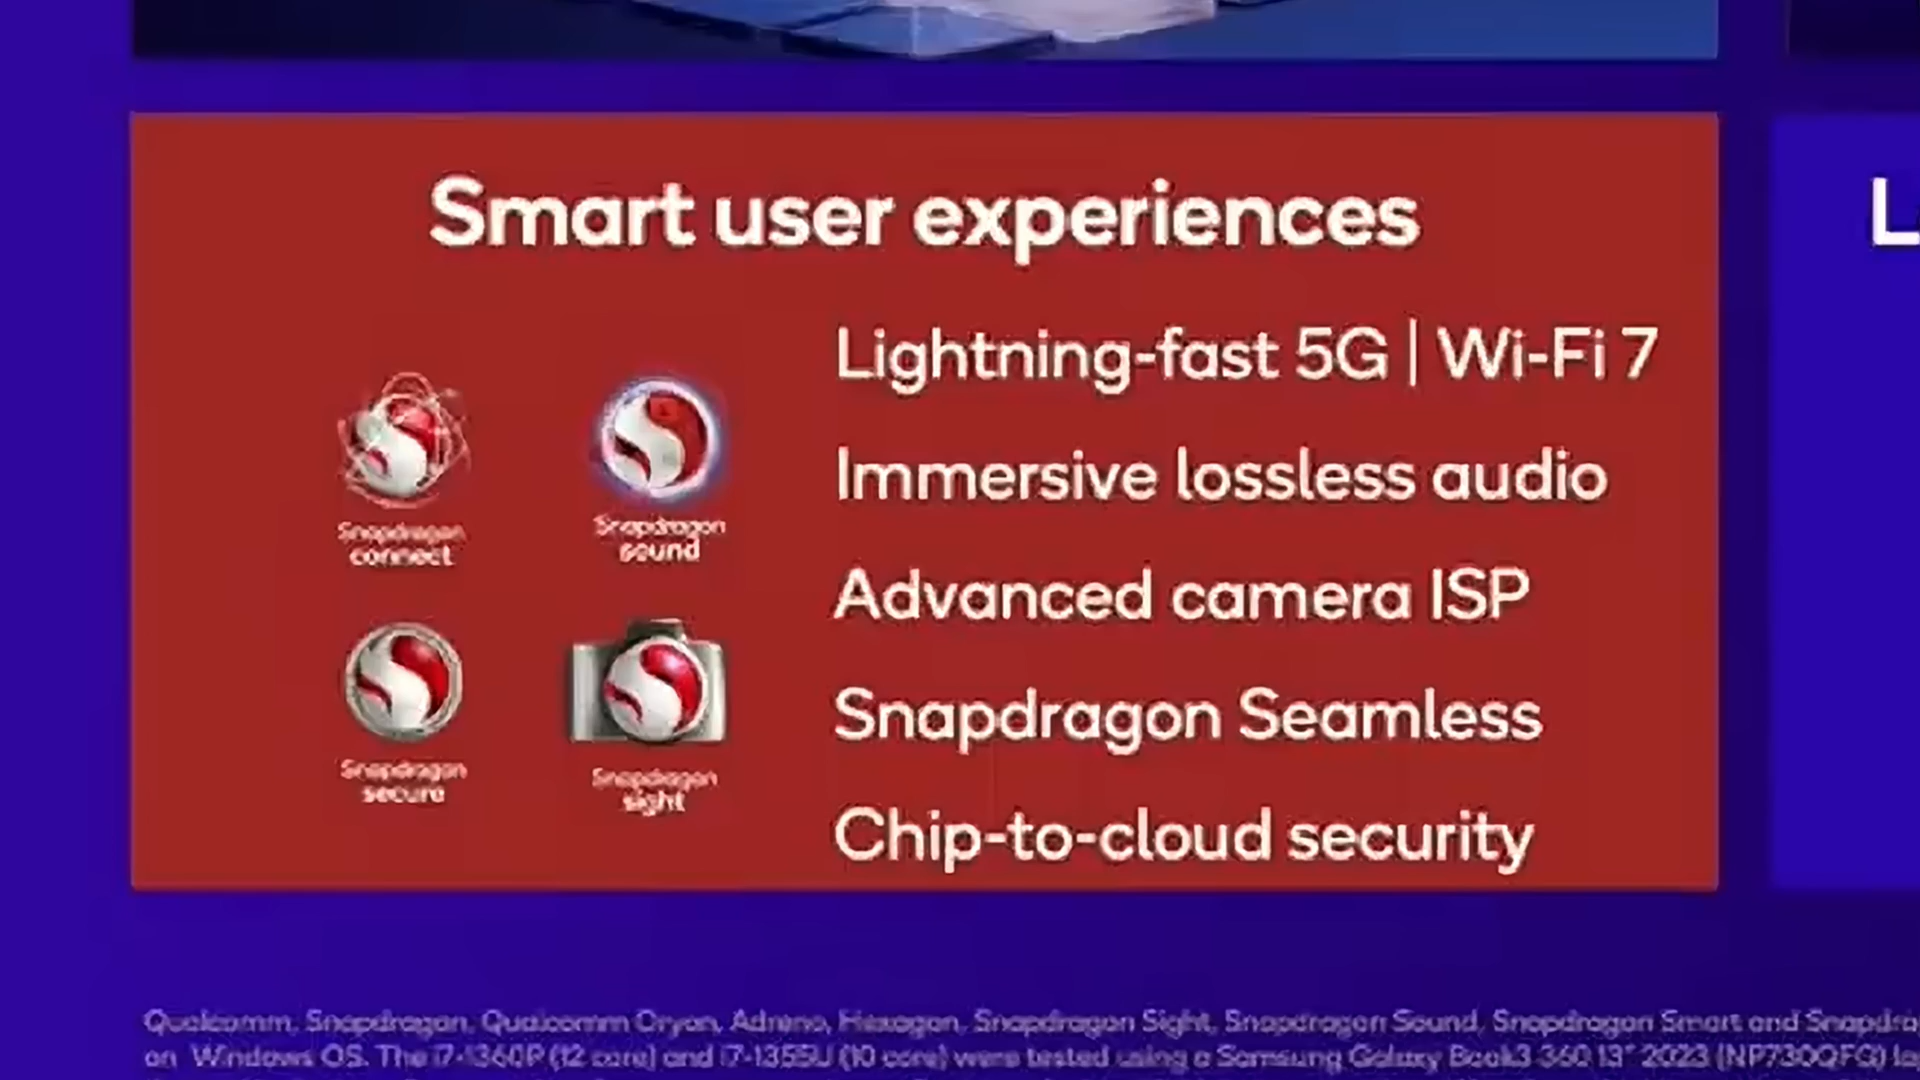 Smart user experiences
Lightning-fast 5G | Wi-Fi 7
Immersive lossless audio
Advanced camera ISP
Snapdragon Seamless
Chip-to-cloud security
Snapdragon
connect
Snapdragon
sound
Snapdragon
secure
Snapdragon
sight
Qualcomm, Snapdragon, Qualcomm Oryon, Adreno, Hexagon, Snapdragon Sight, Snapdragon Sound, Snapdragon Smart and
on Windows OS. The i7-1360P (12 core) and i7-1355U (10 core) were tested using a Samsung Galaxy Book3 360 13" 2023 (NP730QFG)